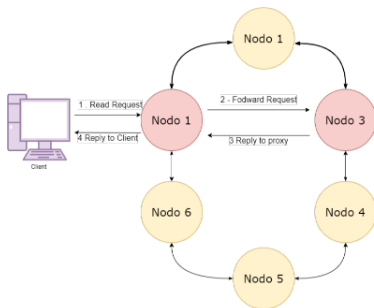 Nodo 1
1 . Read Request
2 - Fodward Request
Nodo 1
Nodo 3
4 Reply to Client
3 Reply to proxy
Client
Nodo 6
Nodo 4
Nodo 5